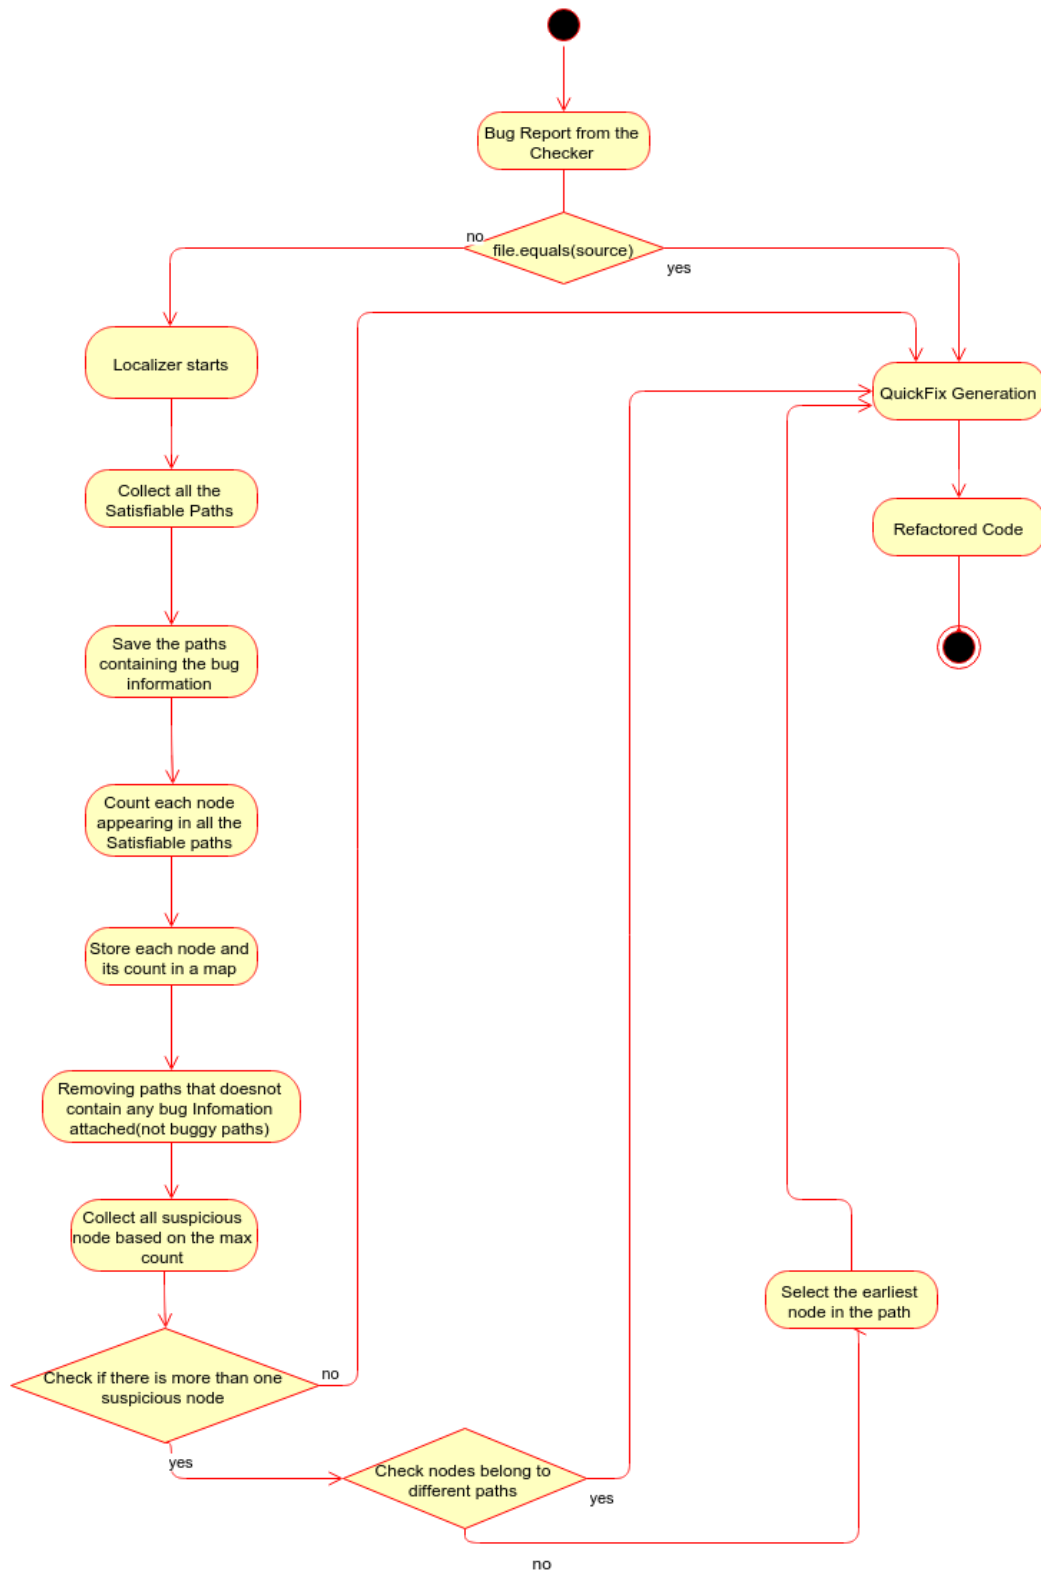 Bug Report from the
Checker
no
file.equals(source)
yes
Localizer starts
QuickFix Generation
Collect all the
Satisfiable Paths
Refactored Code
Save the paths
containing the bug
information
Count each node
appearing in all the
Satisfiable paths
Store each node and
its count in a map
Removing paths that doesnot
contain any bug Infomation
attached(not buggy paths)
Collect all suspicious
node based on the max
count
Select the earliest
node in the path
Check if there is more than one
suspicious node
no
yes
Check nodes belong to
different paths
yes
no